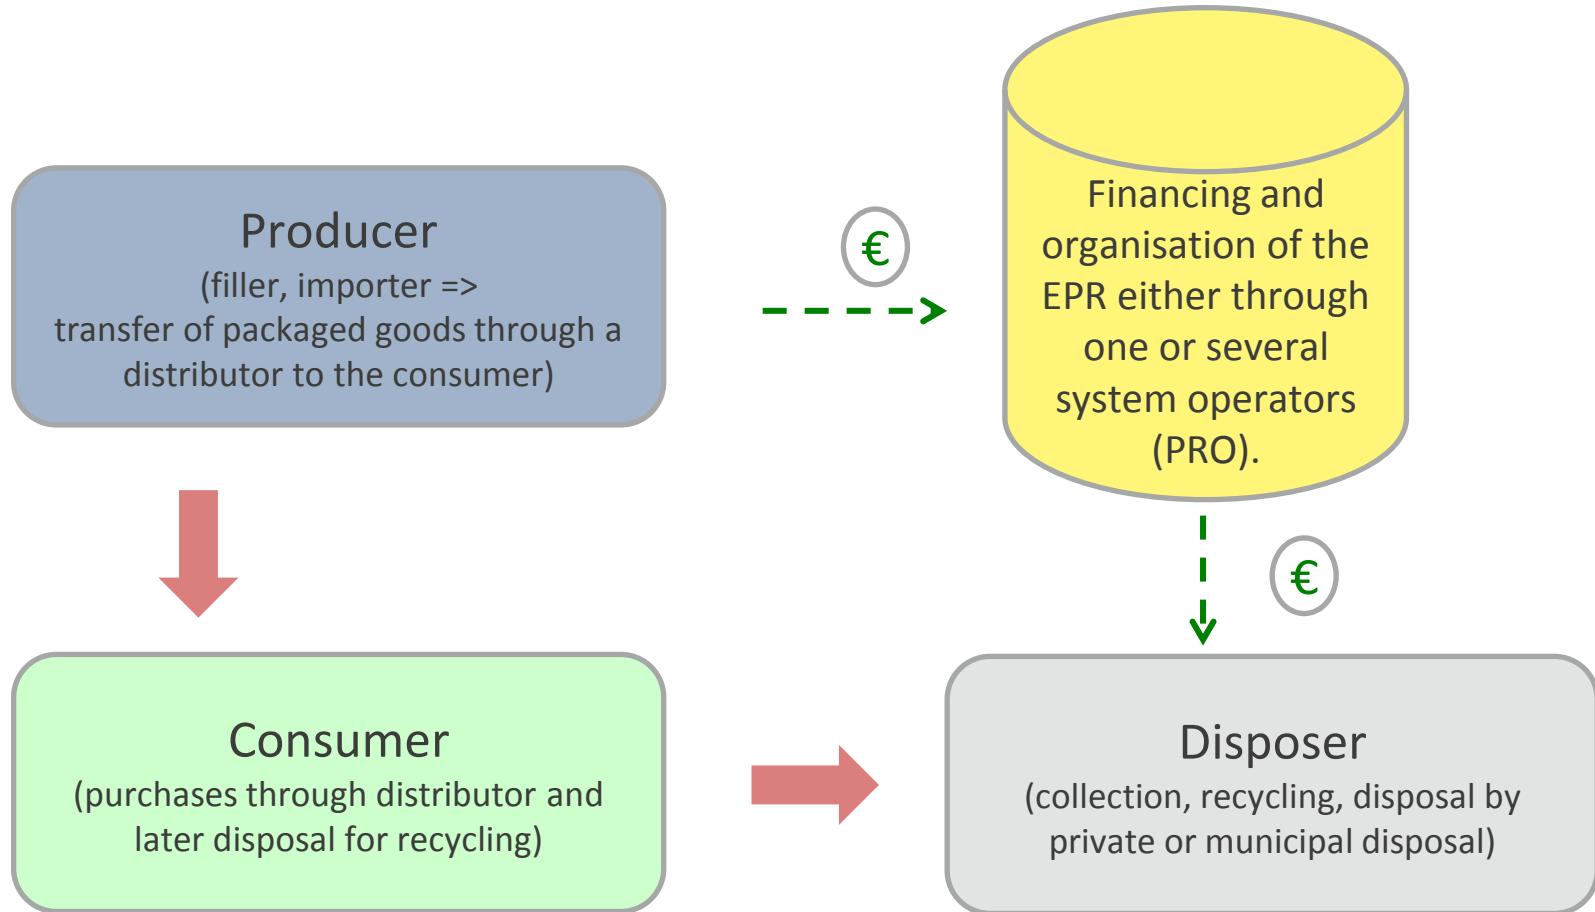 Producer
(filler, importer =>
transfer of packaged goods through a
distributor to the consumer)
€
Financing and
organisation of the
EPR either through
one or several
system operators
(PRO).
€
Consumer
(purchases through distributor and
later disposal for recycling)
Disposer
(collection, recycling, disposal by
private or municipal disposal)